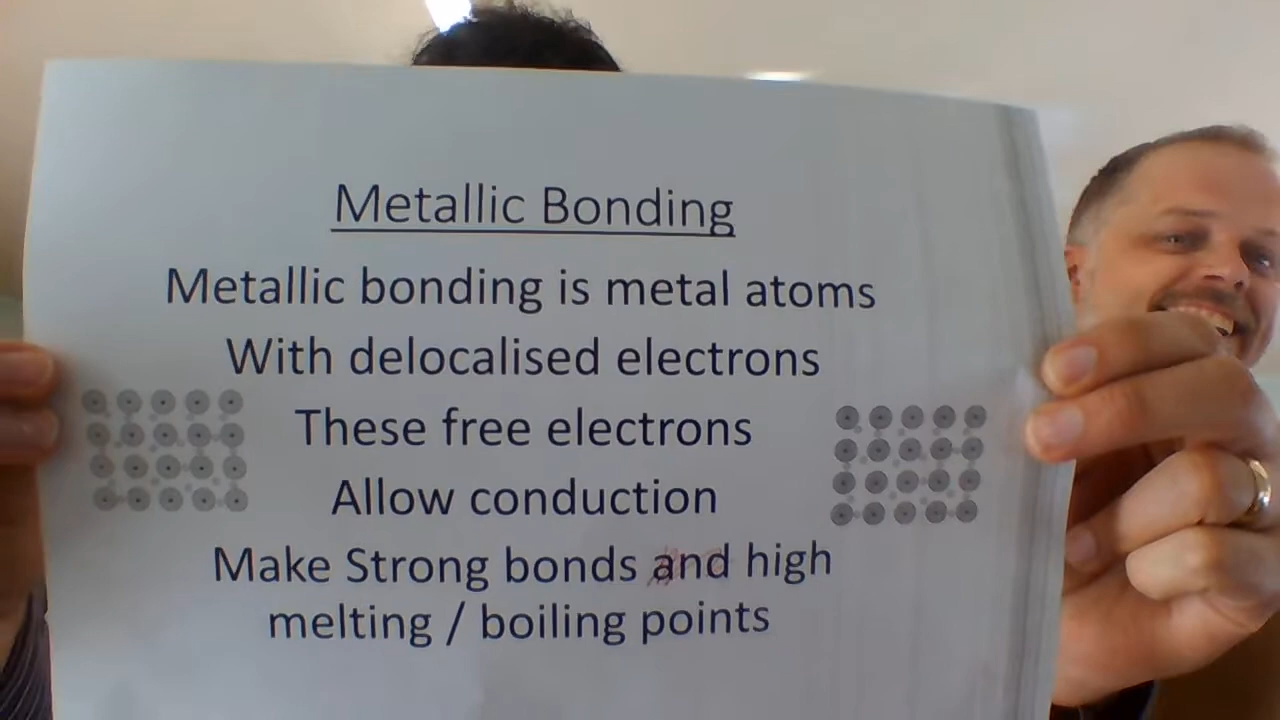 Metallic Bonding
Metallic bonding is metal atoms
With delocalised electrons
These free electrons
Allow conduction
Make Strong bonds and high
melting / boiling points